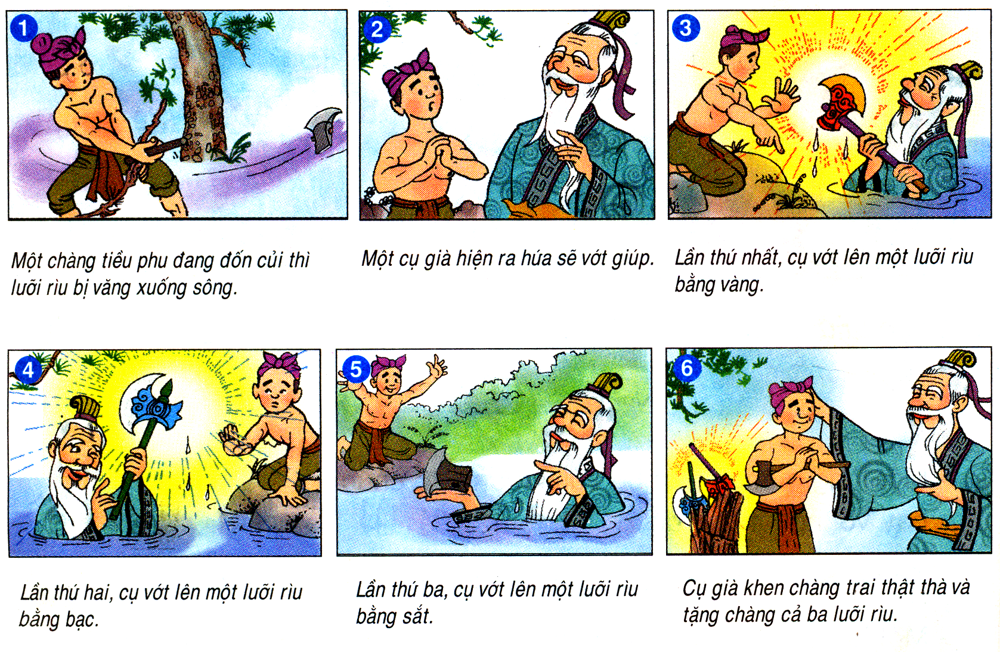 1
Một chàng tiều phu đang đốn củi thì
lưỡi rìu bị văng xuống sông.
2
Một cụ già hiện ra hứa sẽ vớt giúp.
3
Lần thứ nhất, cụ vớt lên một lưỡi rìu
bằng vàng.
4
Lần thứ hai, cụ vớt lên một lưỡi rìu
bằng bạc.
5
Lần thứ ba, cụ vớt lên một lưỡi rìu
bằng sắt.
6
Cụ già khen chàng trai thật thà và
tặng chàng cả ba lưỡi rìu.